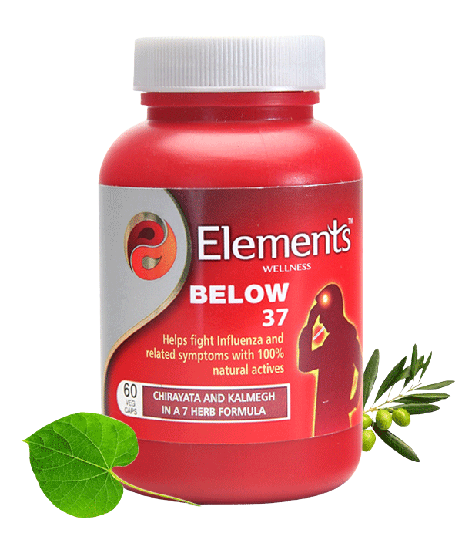 Elements™
WELLNESS
BELOW
37
Helps fight Influenza and
related symptoms with 100%
natural actives
60
VEG
CAPS
CHIRAYATA AND KALMEGH
IN A 7 HERB FORMULA